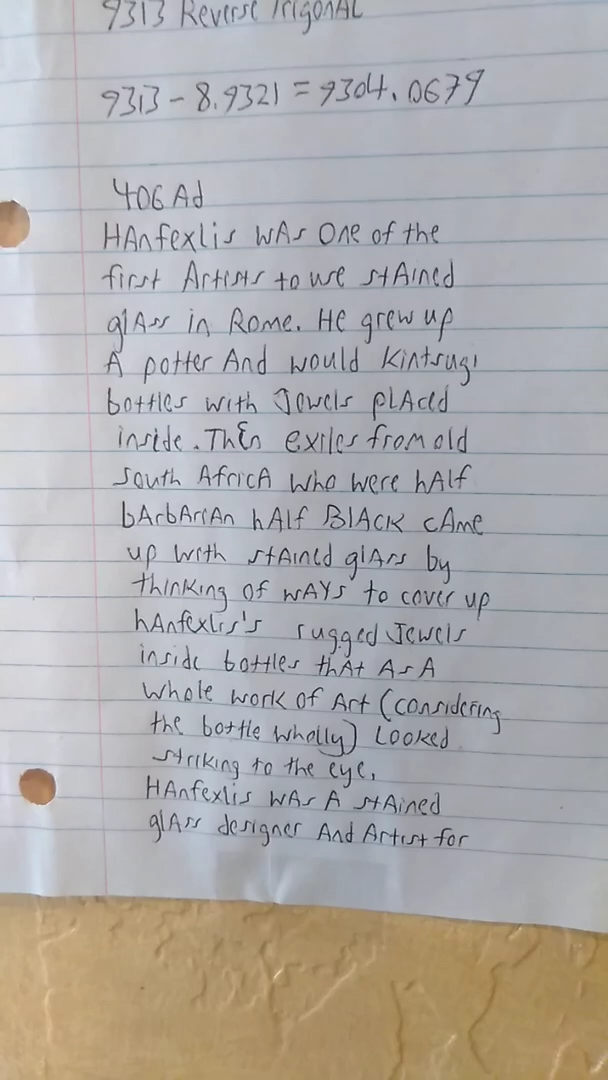 9313 Reverse TrigonAL
9313 - 8.9321 = 9304.0679
406 Ad
HAnfexlis wAs One of the
first Artists to use stAined
glAss in Rome. He grew up
A potter And would Kintsugi
bottles with Jewels plAced
inside. Then exiles from old
South AfricA who were hAlf
bArbAriAn hAlf BlACK cAme
up with stAined glAss by
thinking of wAYs to cover up
hAnfexlis's rugged Jewels
inside bottles thAt As A
whole work of Art (considering
the bottle wholly) Looked
striking to the eye.
HAnfexlis wAs A stAined
glAss designer And Artist for